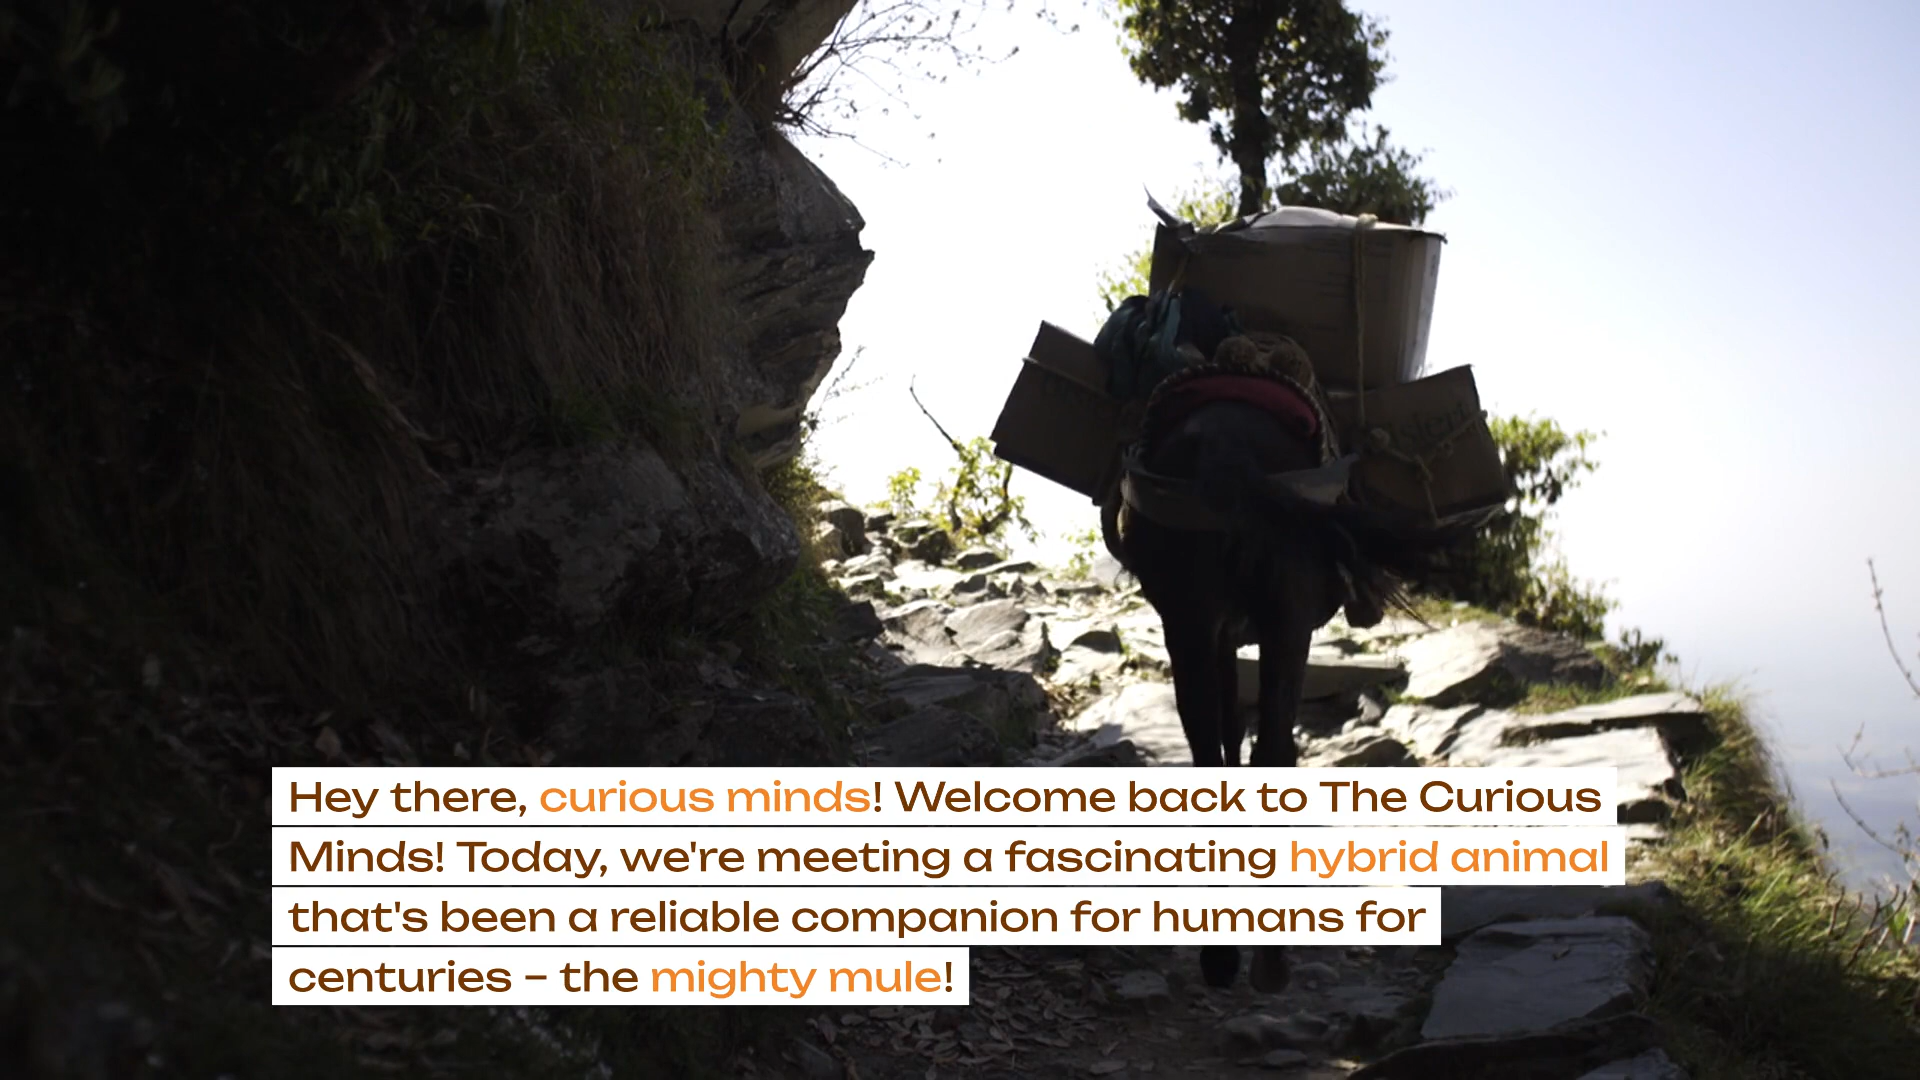 Hey there, curious minds! Welcome back to The Curious
Minds! Today, we're meeting a fascinating hybrid animal
that's been a reliable companion for humans for
centuries – the mighty mule!